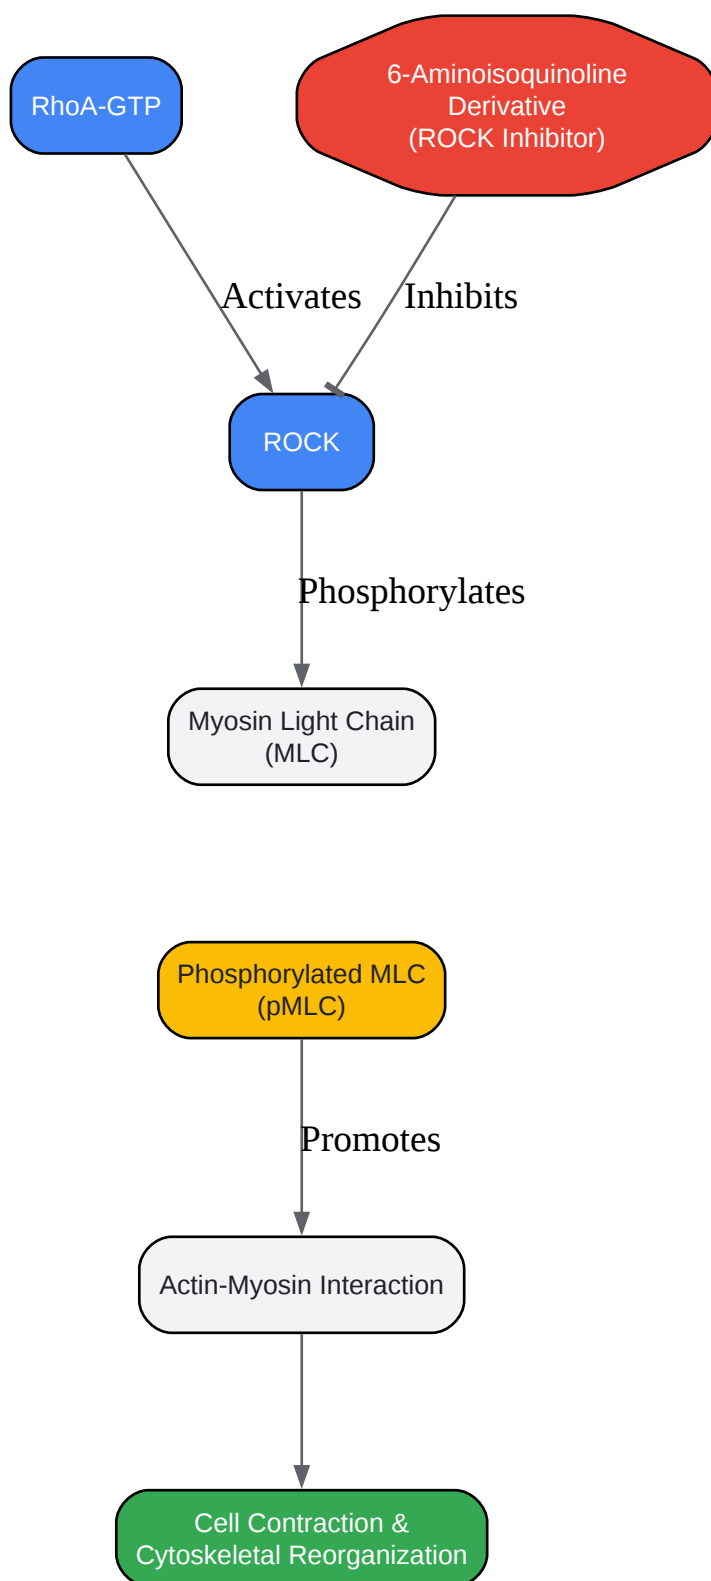 RhoA-GTP
6-Aminoisoquinoline
Derivative
(ROCK Inhibitor)
Activates
Inhibits
ROCK
Phosphorylates
Myosin Light Chain
(MLC)
Phosphorylated MLC
(pMLC)
Promotes
Actin-Myosin Interaction
Cell Contraction &
Cytoskeletal Reorganization